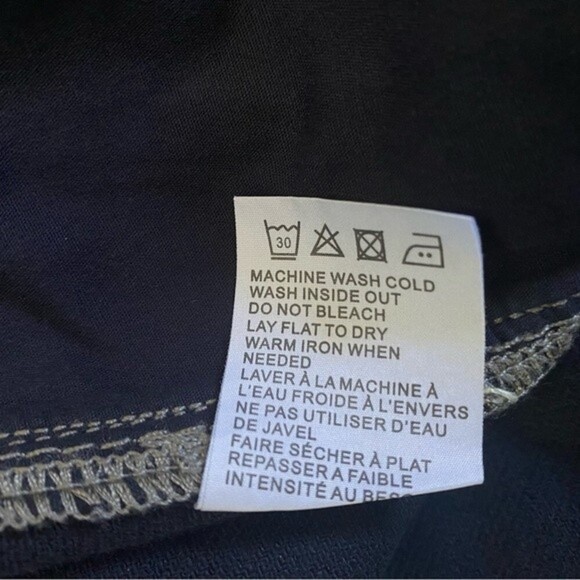 30
MACHINE WASH COLD
WASH INSIDE OUT
DO NOT BLEACH
LAY FLAT TO DRY
WARM IRON WHEN
NEEDED
LAVER À LA MACHINE À
L'EAU FROIDE À L'ENVERS
NE PAS UTILISER D'EAU
DE JAVEL
FAIRE SÉCHER À PLAT
REPASSER A FAIBLE
INTENSITÉ AU